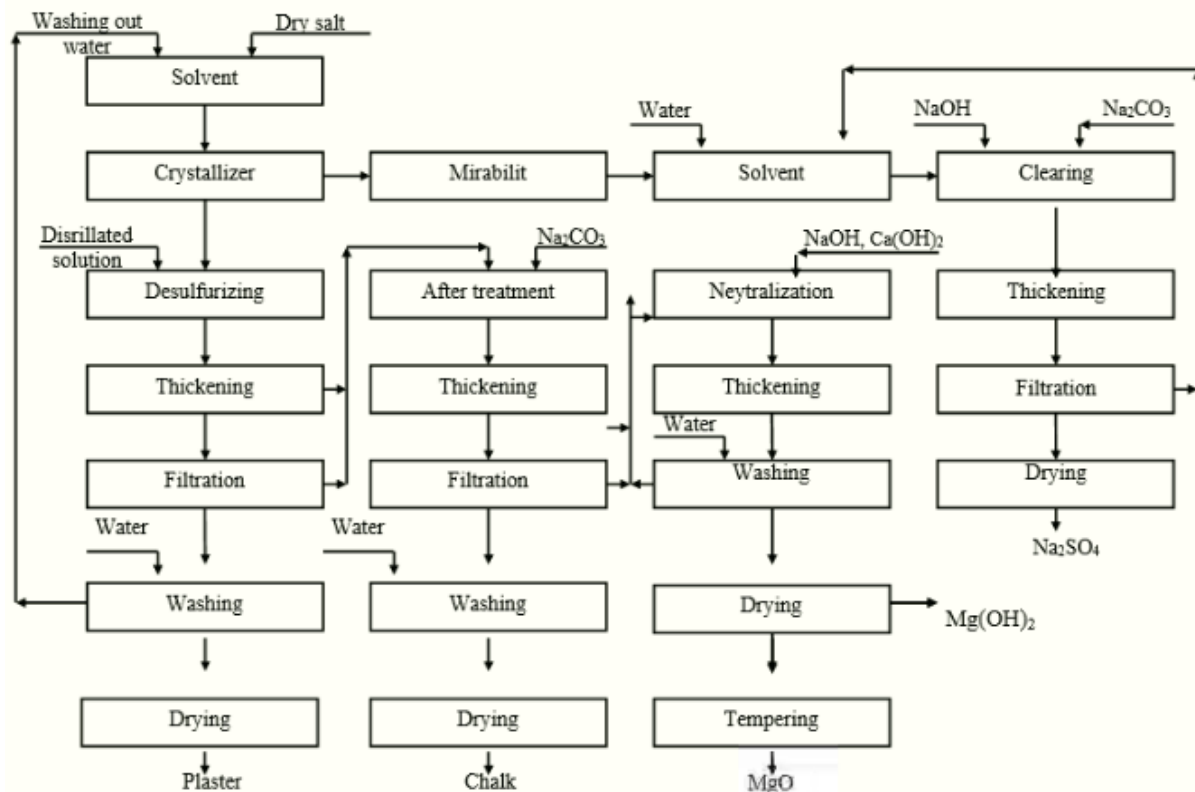 Washing out
water
Dry salt
Solvent
Water
NaOH
Na₂CO₃
Crystallizer
Mirabilit
Solvent
Clearing
Disrillated
solution
Na₂CO₃
NaOH, Ca(OH)₂
Desulfurizing
After treatment
Neytralization
Thickening
Thickening
Thickening
Thickening
Filtration
Water
Filtration
Filtration
Washing
Drying
Water
Water
Na₂SO₄
Washing
Washing
Drying
Mg(OH)₂
Drying
Drying
Tempering
Plaster
Chalk
MgO